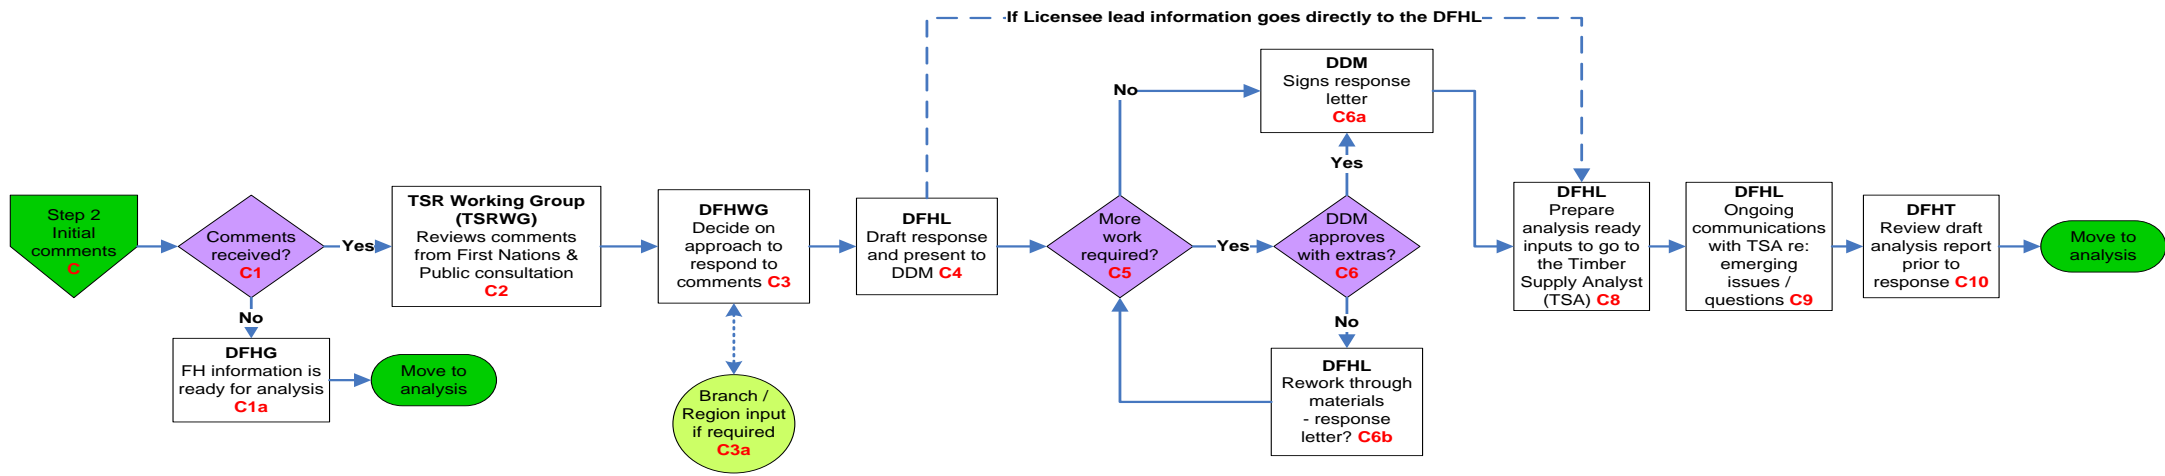 If Licensee lead information goes directly to the DFHL
Step 2
Initial
comments
C
Comments
received?
C1
Yes
No
DFHG
FH information is
ready for analysis
C1a
Move to
analysis
TSR Working Group
(TSRWG)
Reviews comments
from First Nations &
Public consultation
C2
DFHWG
Decide on
approach to
respond to
comments C3
Branch /
Region input
if required
C3a
DFHL
Draft response
and present to
DDM C4
More
work
required?
C5
No
Yes
DDM
Signs response
letter
C6a
Yes
DDM
approves
with extras?
C6
No
DFHL
Rework through
materials
- response
letter? C6b
DFHL
Prepare
analysis ready
inputs to go to
the Timber
Supply Analyst
(TSA) C8
DFHL
Ongoing
communications
with TSA re:
emerging
issues /
questions C9
DFHT
Review draft
analysis report
prior to
response C10
Move to
analysis